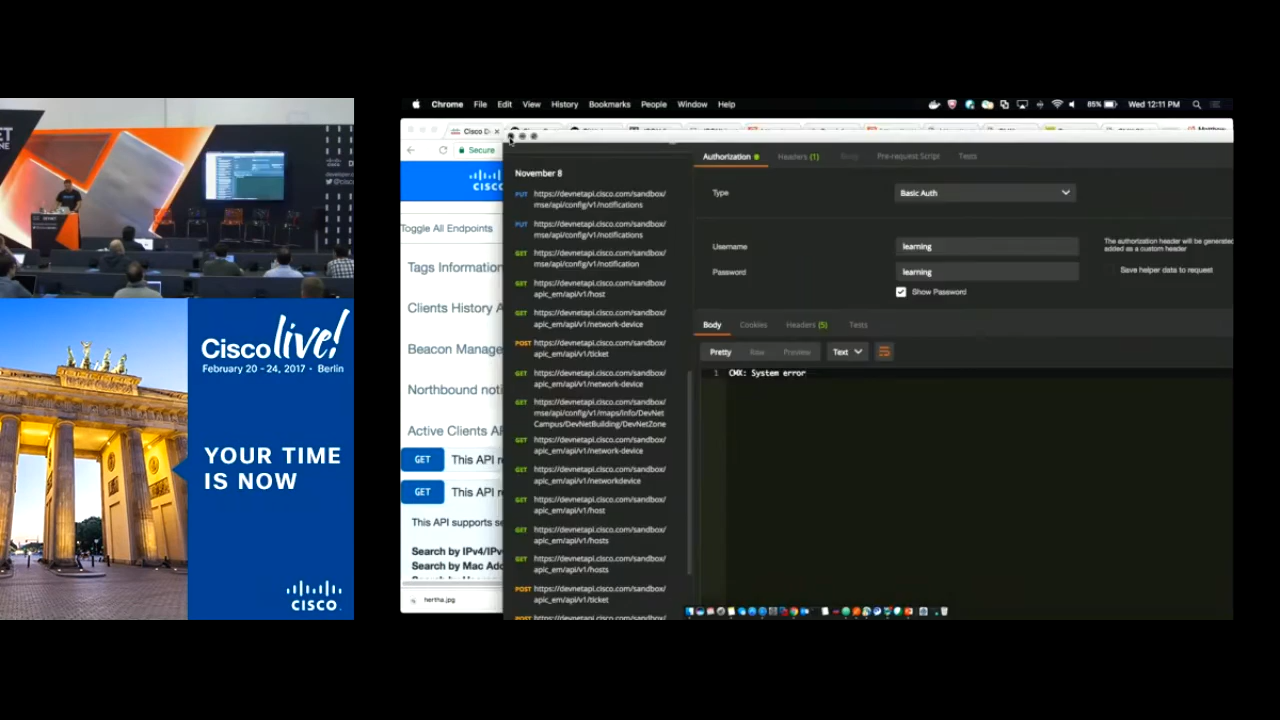 Cisco live!
February 20 - 24, 2017 • Berlin
YOUR TIME
IS NOW
CISCO
Chrome File Edit View History Bookmarks People Window Help
85% Wed 12:11 PM
Cisco D
Secure
CISCO
Toggle All Endpoints
Tags Information
Clients History A
Beacon Manage
Northbound noti
Active Clients AP
GET This API r
GET This API r
This API supports se
Search by IPv4/IPv
Search by Mac Add
hertha.jpg
November 8
PUT https://devnetapi.cisco.com/sandbox/
mse/api/config/v1/notifications
PUT https://devnetapi.cisco.com/sandbox/
mse/api/config/v1/notifications
GET https://devnetapi.cisco.com/sandbox/
mse/api/config/v1/notification
GET https://devnetapi.cisco.com/sandbox/
apic_em/api/v1/host
GET https://devnetapi.cisco.com/sandbox/
apic_em/api/v1/network-device
POST https://devnetapi.cisco.com/sandbox/
apic_em/api/v1/ticket
GET https://devnetapi.cisco.com/sandbox/
apic_em/api/v1/network-device
GET https://devnetapi.cisco.com/sandbox/
mse/api/config/v1/maps/info/DevNet
Campus/DevNetBuilding/DevNetZone
GET https://devnetapi.cisco.com/sandbox/
apic_em/api/v1/network-device
GET https://devnetapi.cisco.com/sandbox/
apic_em/api/v1/networkdevice
GET https://devnetapi.cisco.com/sandbox/
apic_em/api/v1/host
GET https://devnetapi.cisco.com/sandbox/
apic_em/api/v1/hosts
GET https://devnetapi.cisco.com/sandbox/
apic_em/api/v1/hosts
POST https://devnetapi.cisco.com/sandbox/
apic_em/api/v1/ticket
POST https://devnetapi.cisco.com/sandbox/
Authorization Headers (1) Body Pre-request Script Tests
Type Basic Auth
Username learning
Password learning
Show Password
The authorization header will be generated
added as a custom header
Save helper data to request
Body Cookies Headers (5) Tests
Pretty Raw Preview Text
1 CMX: System error